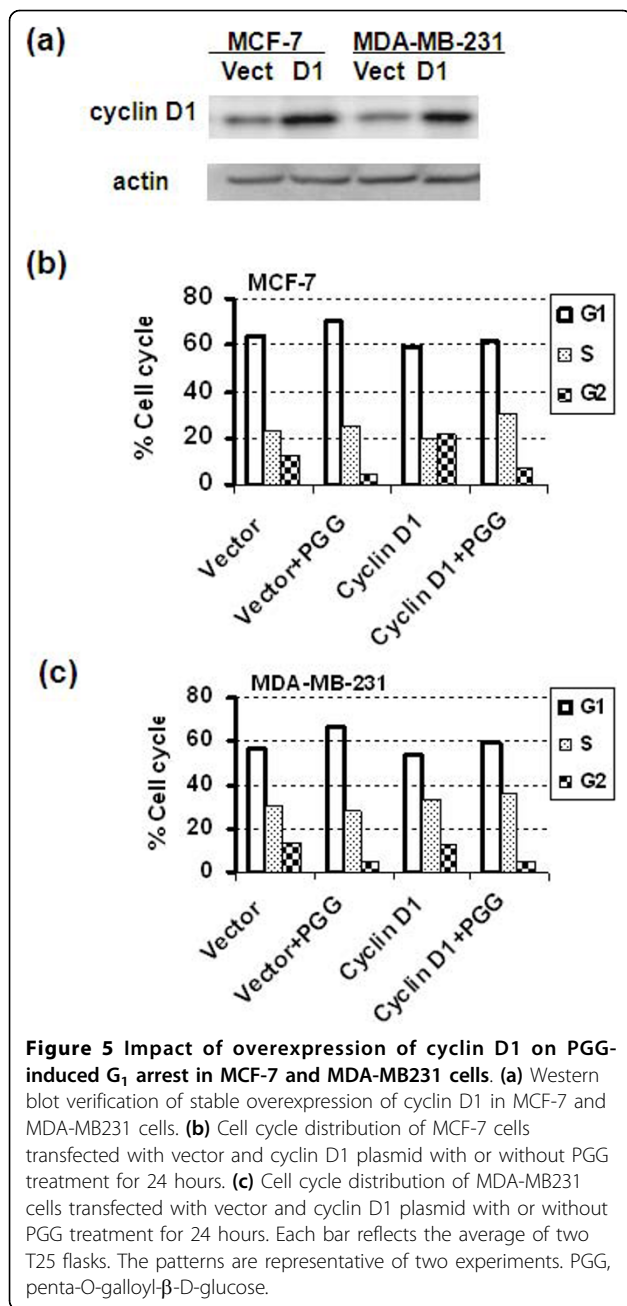 (a)
MCF-7 MDA-MB-231
Vect D1 Vect D1
cyclin D1
actin
(b)
MCF-7
% Cell cycle
80
60
40
20
0
G1
S
G2
Vector
Vector+PGG
Cyclin D1
Cyclin D1+PGG
(c)
MDA-MB-231
% Cell cycle
80
60
40
20
0
G1
S
G2
Vector
Vector+PGG
Cyclin D1
Cyclin D1+PGG
Figure 5 Impact of overexpression of cyclin D1 on PGG-
induced G₁ arrest in MCF-7 and MDA-MB231 cells. (a) Western
blot verification of stable overexpression of cyclin D1 in MCF-7 and
MDA-MB231 cells. (b) Cell cycle distribution of MCF-7 cells
transfected with vector and cyclin D1 plasmid with or without PGG
treatment for 24 hours. (c) Cell cycle distribution of MDA-MB231
cells transfected with vector and cyclin D1 plasmid with or without
PGG treatment for 24 hours. Each bar reflects the average of two
T25 flasks. The patterns are representative of two experiments. PGG,
penta-O-galloyl-β-D-glucose.